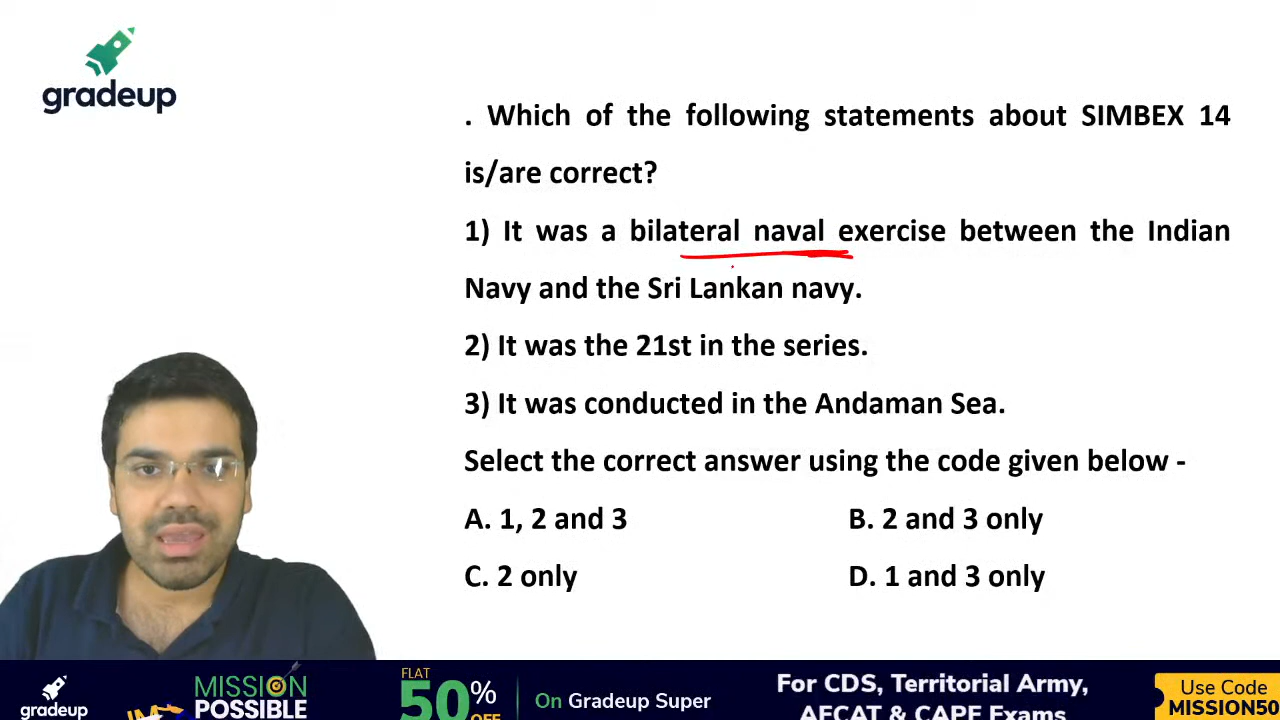 gradeup
. Which of the following statements about SIMBEX 14
is/are correct?
1) It was a bilateral naval exercise between the Indian
Navy and the Sri Lankan navy.
2) It was the 21st in the series.
3) It was conducted in the Andaman Sea.
Select the correct answer using the code given below -
A. 1, 2 and 3 B. 2 and 3 only
C. 2 only D. 1 and 3 only
gradeup
MISSION
POSSIBLE
FLAT
50% OFF
On Gradeup Super
For CDS, Territorial Army,
AFCAT & CAPF Exams
Use Code
MISSION50